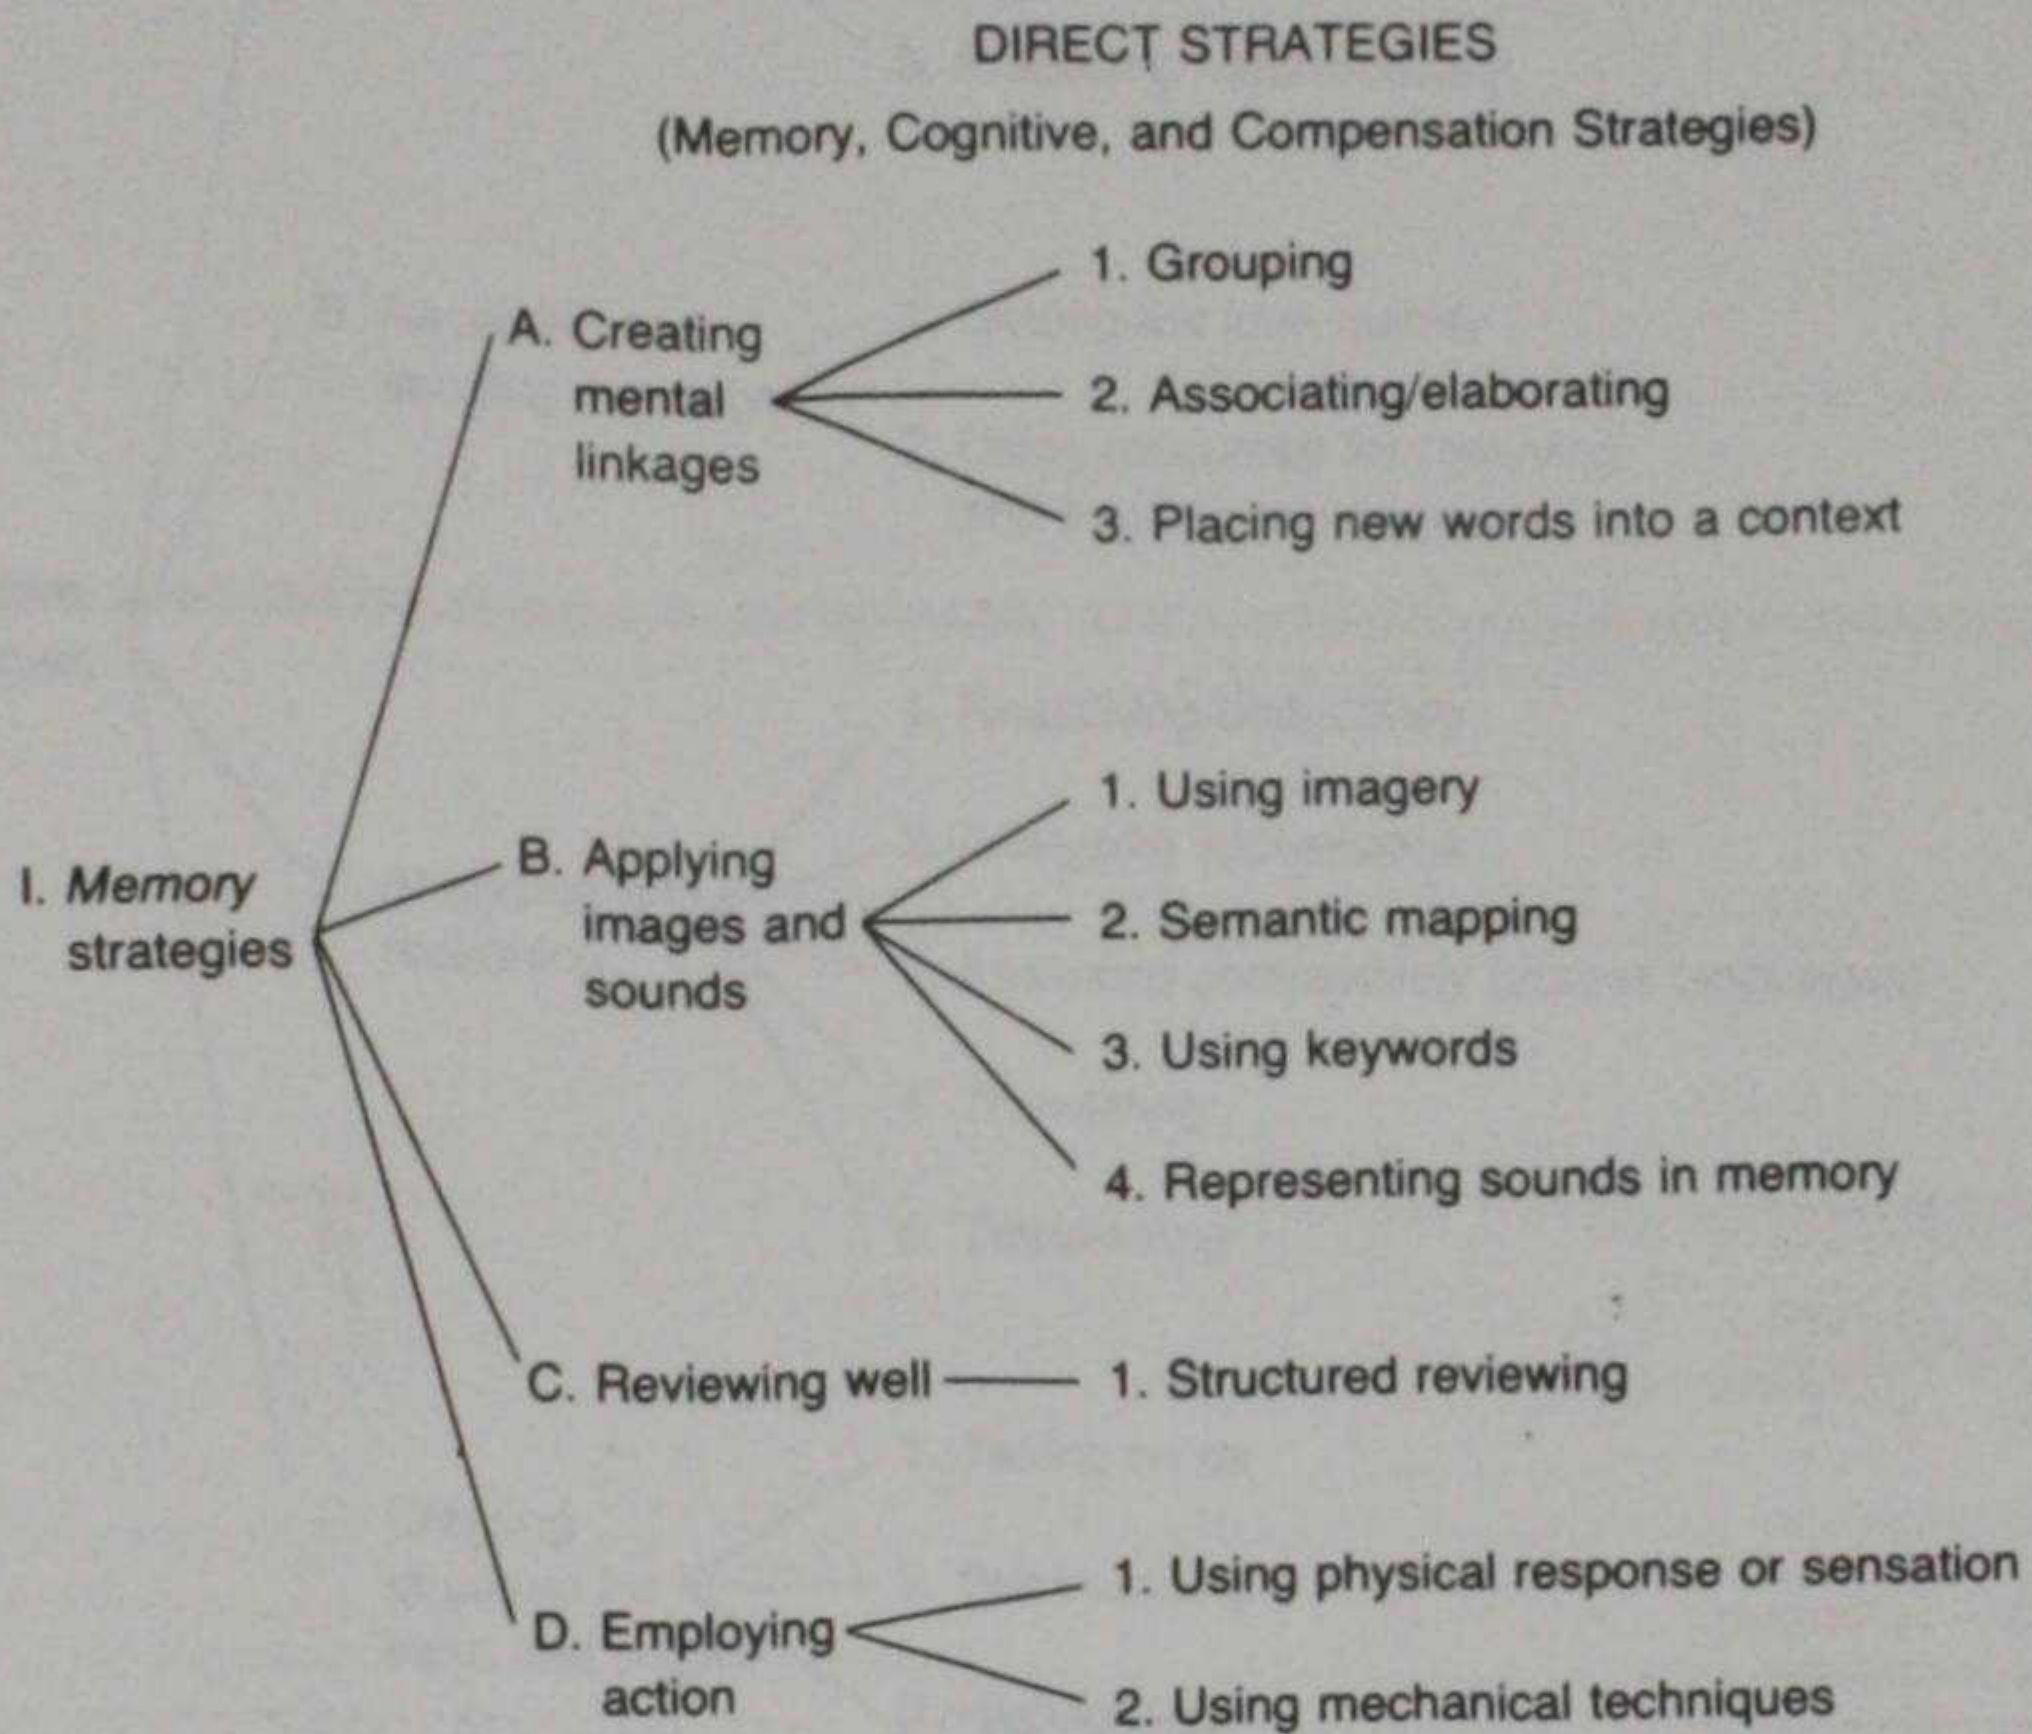 DIRECT STRATEGIES
(Memory, Cognitive, and Compensation Strategies)
I. Memory
strategies
A. Creating
mental
linkages
1. Grouping
2. Associating/elaborating
3. Placing new words into a context
B. Applying
images and
sounds
1. Using imagery
2. Semantic mapping
3. Using keywords
4. Representing sounds in memory
C. Reviewing well
1. Structured reviewing
D. Employing
action
1. Using physical response or sensation
2. Using mechanical techniques